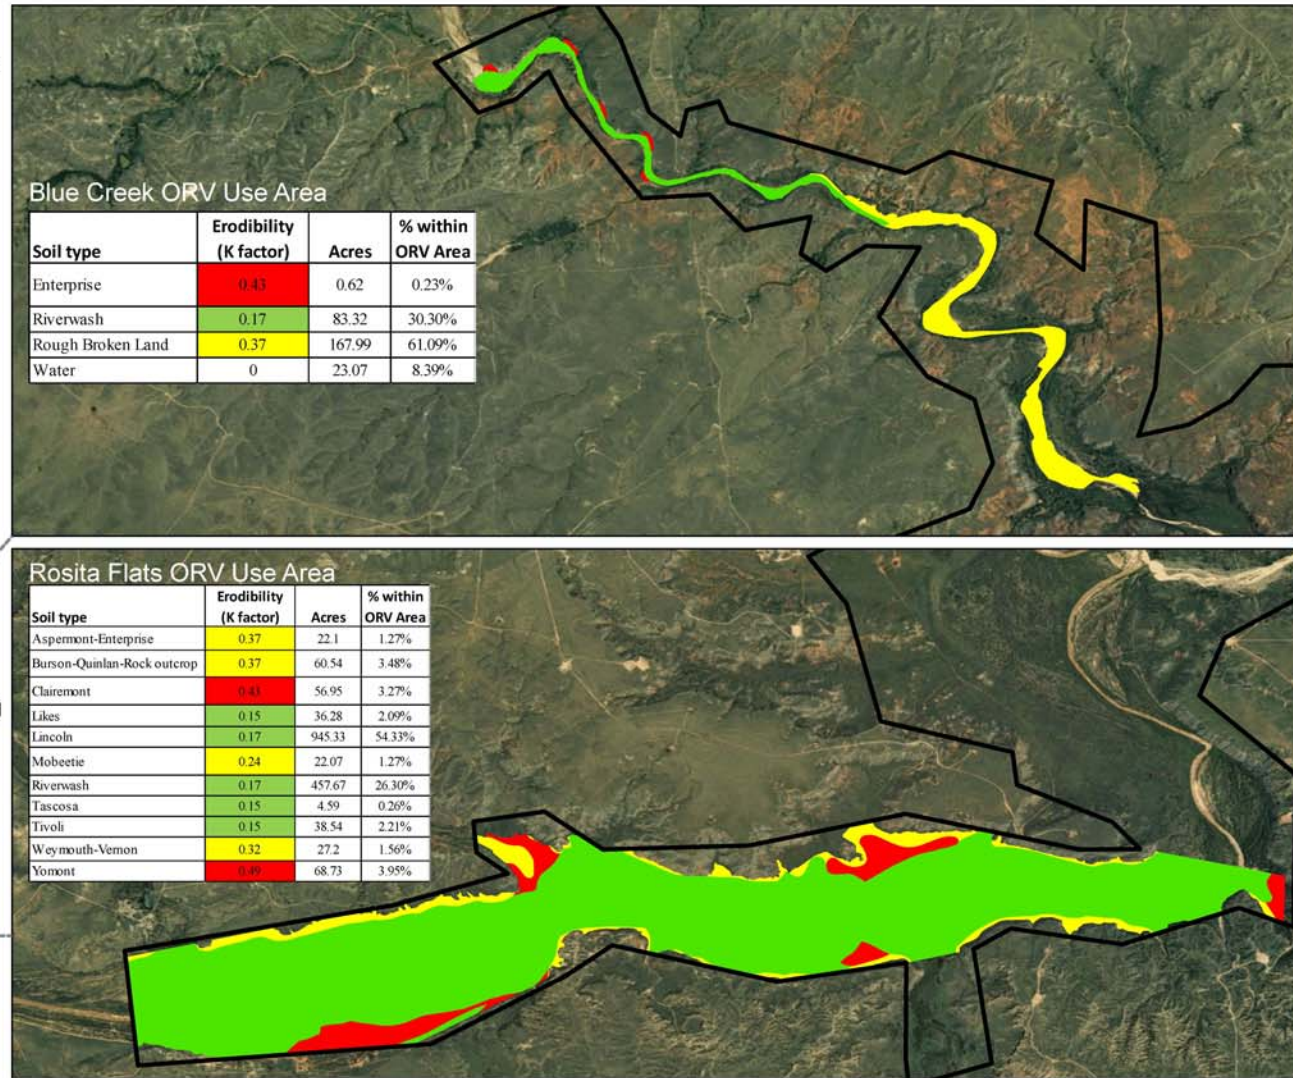 Blue Creek ORV Use Area
Soil type Erodibility (K factor) Acres % within ORV Area
Enterprise 0.43 0.62 0.23%
Riverwash 0.17 83.32 30.30%
Rough Broken Land 0.37 167.99 61.09%
Water 0 23.07 8.39%
Rosita Flats ORV Use Area
Soil type Erodibility (K factor) Acres % within ORV Area
Aspermont-Enterprise 0.37 22.1 1.27%
Burson-Quinlan-Rock outcrop 0.37 60.54 3.48%
Clairemont 0.43 56.95 3.27%
Likes 0.15 36.28 2.09%
Lincoln 0.17 945.33 54.33%
Mobeetie 0.24 22.07 1.27%
Riverwash 0.17 457.67 26.30%
Tascosa 0.15 4.59 0.26%
Tivoli 0.15 38.54 2.21%
Weymouth-Vernon 0.32 27.2 1.56%
Yomont 0.49 68.73 3.95%